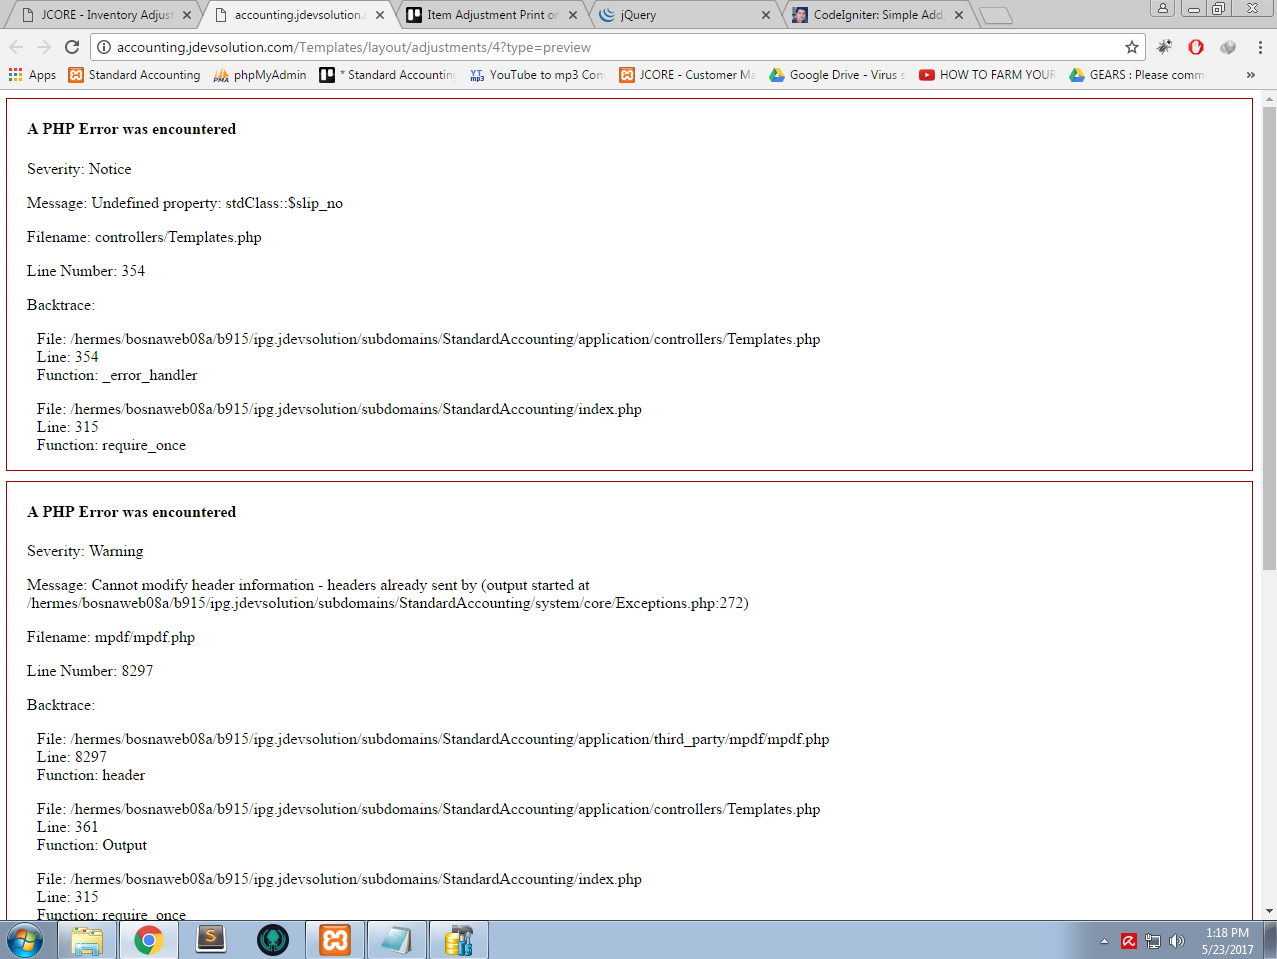 JCORE - Inventory Adjust
accounting.jdevsolution.c
Item Adjustment Print on
jQuery
CodeIgniter: Simple Add,
accounting.jdevsolution.com/Templates/layout/adjustments/4?type=preview
Apps
Standard Accounting
phpMyAdmin
* Standard Accounting
YouTube to mp3 Con
JCORE - Customer Ma
Google Drive - Virus s
HOW TO FARM YOUR
GEARS : Please comm
»
A PHP Error was encountered
Severity: Notice
Message: Undefined property: stdClass::$slip_no
Filename: controllers/Templates.php
Line Number: 354
Backtrace:
File: /hermes/bosnaweb08a/b915/ipg.jdevsolution/subdomains/StandardAccounting/application/controllers/Templates.php
Line: 354
Function: _error_handler
File: /hermes/bosnaweb08a/b915/ipg.jdevsolution/subdomains/StandardAccounting/index.php
Line: 315
Function: require_once
A PHP Error was encountered
Severity: Warning
Message: Cannot modify header information - headers already sent by (output started at
/hermes/bosnaweb08a/b915/ipg.jdevsolution/subdomains/StandardAccounting/system/core/Exceptions.php:272)
Filename: mpdf/mpdf.php
Line Number: 8297
Backtrace:
File: /hermes/bosnaweb08a/b915/ipg.jdevsolution/subdomains/StandardAccounting/application/third_party/mpdf/mpdf.php
Line: 8297
Function: header
File: /hermes/bosnaweb08a/b915/ipg.jdevsolution/subdomains/StandardAccounting/application/controllers/Templates.php
Line: 361
Function: Output
File: /hermes/bosnaweb08a/b915/ipg.jdevsolution/subdomains/StandardAccounting/index.php
Line: 315
Function: require_once
1:18 PM
5/23/2017